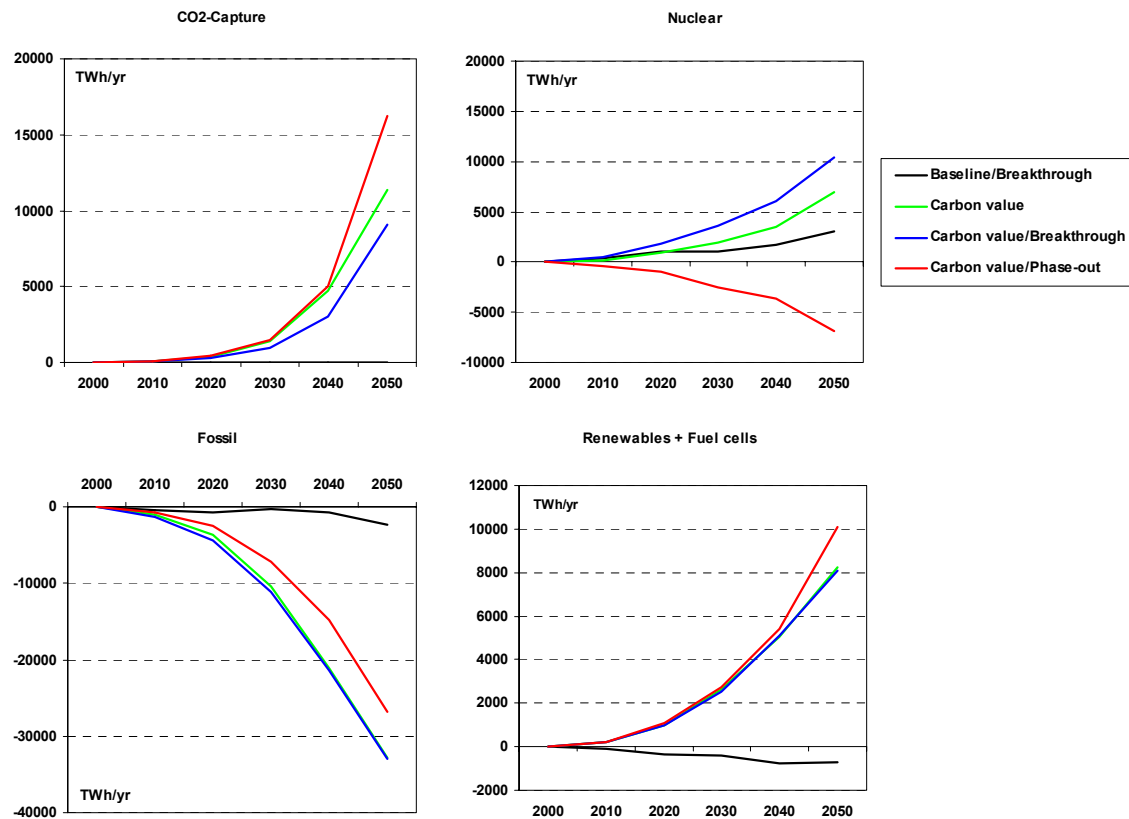 CO2-Capture
20000
TWh/yr
15000
10000
5000
0
2000 2010 2020 2030 2040 2050
Nuclear
20000
TWh/yr
15000
10000
5000
0
-5000
-10000
2000 2010 2020 2030 2040 2050
Baseline/Breakthrough
Carbon value
Carbon value/Breakthrough
Carbon value/Phase-out
Fossil
2000 2010 2020 2030 2040 2050
0
-10000
-20000
-30000
TWh/yr
-40000
Renewables + Fuel cells
12000
TWh/yr
10000
8000
6000
4000
2000
0
-2000
2000 2010 2020 2030 2040 2050